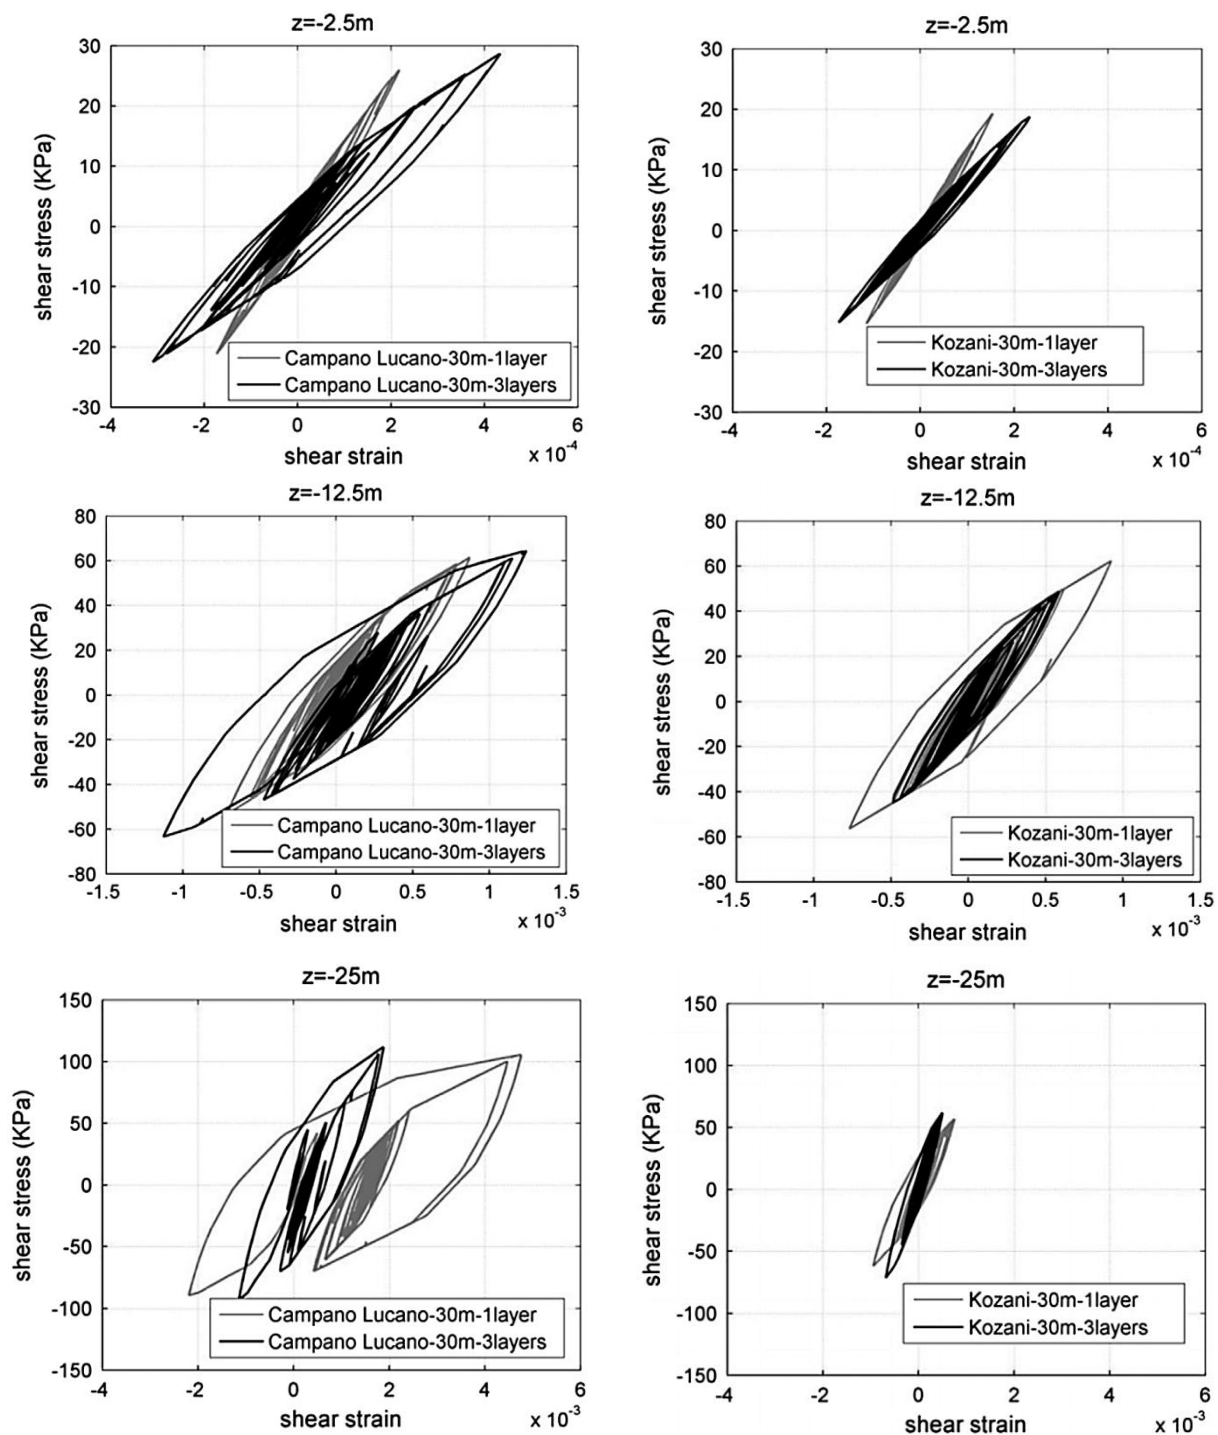 z=-2.5m
30
20
10
0
-10
-20
-30
shear stress (KPa)
Campano Lucano-30m-1layer
Campano Lucano-30m-3layers
-4 -2 0 2 4 6
shear strain
x 10-4
z=-2.5m
30
20
10
0
-10
-20
-30
shear stress (KPa)
Kozani-30m-1layer
Kozani-30m-3layers
-4 -2 0 2 4 6
shear strain
x 10-4
z=-12.5m
80
60
40
20
0
-20
-40
-60
-80
shear stress (KPa)
Campano Lucano-30m-1layer
Campano Lucano-30m-3layers
-1.5 -1 -0.5 0 0.5 1 1.5
shear strain
x 10-3
z=-12.5m
80
60
40
20
0
-20
-40
-60
-80
shear stress (KPa)
Kozani-30m-1layer
Kozani-30m-3layers
-1.5 -1 -0.5 0 0.5 1 1.5
shear strain
x 10-3
z=-25m
150
100
50
0
-50
-100
-150
shear stress (KPa)
Campano Lucano-30m-1layer
Campano Lucano-30m-3layers
-4 -2 0 2 4 6
shear strain
x 10-3
z=-25m
150
100
50
0
-50
-100
-150
shear stress (KPa)
Kozani-30m-1layer
Kozani-30m-3layers
-4 -2 0 2 4 6
shear strain
x 10-3